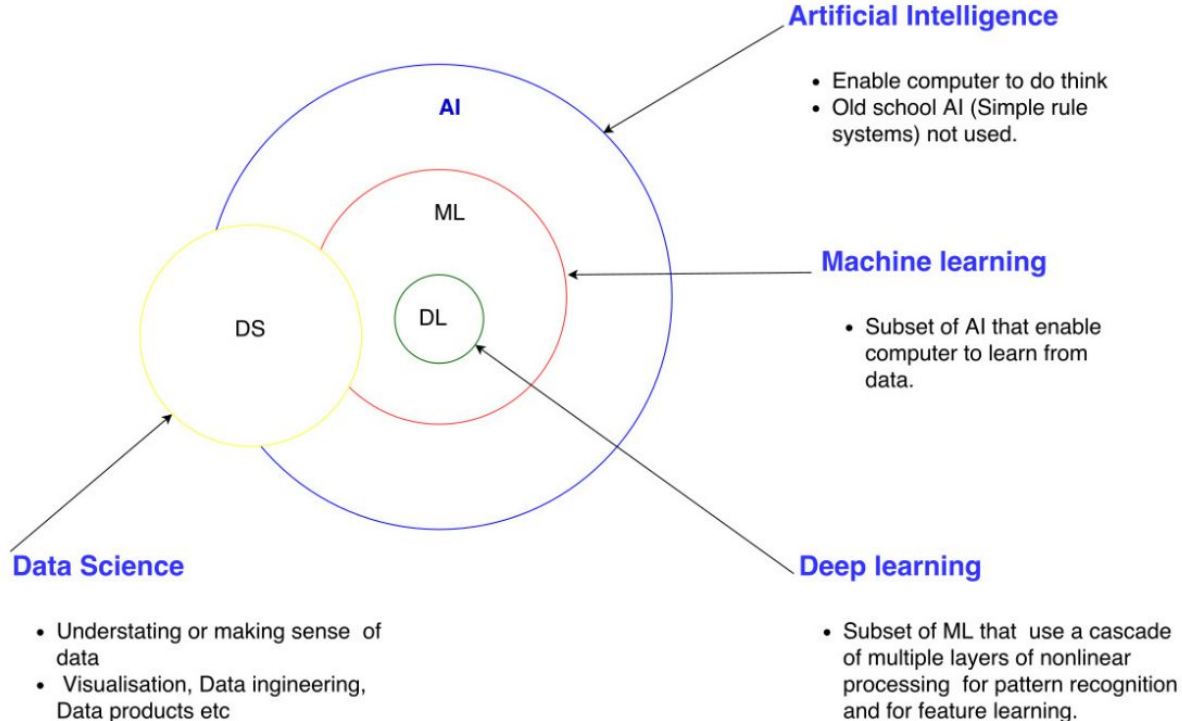 Artificial Intelligence
• Enable computer to do think
• Old school AI (Simple rule
systems) not used.
AI
ML
DL
DS
Machine learning
• Subset of AI that enable
computer to learn from
data.
Data Science
• Understating or making sense of
data
• Visualisation, Data ingineering,
Data products etc
Deep learning
• Subset of ML that use a cascade
of multiple layers of nonlinear
processing for pattern recognition
and for feature learning.